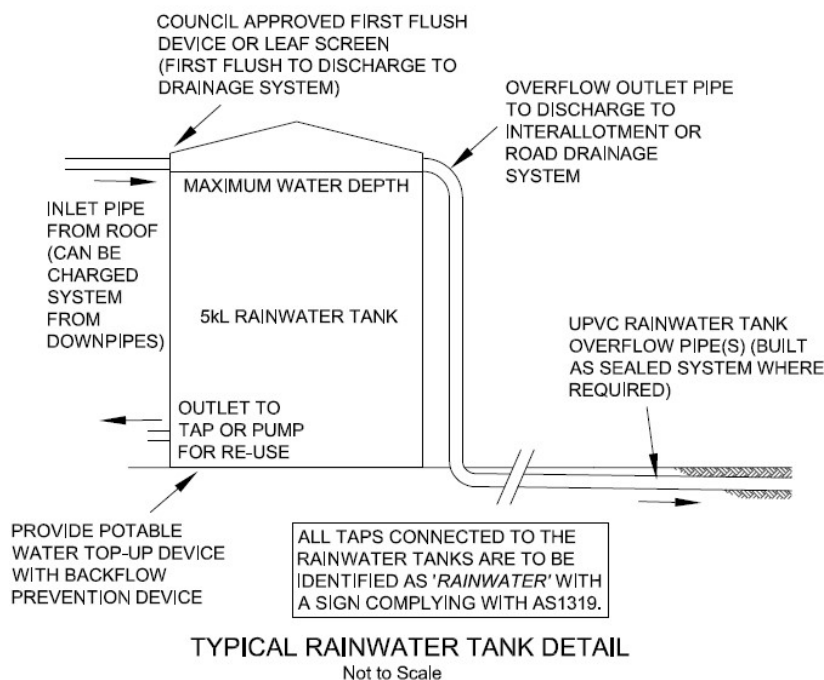 COUNCIL APPROVED FIRST FLUSH
DEVICE OR LEAF SCREEN
(FIRST FLUSH TO DISCHARGE TO
DRAINAGE SYSTEM)
OVERFLOW OUTLET PIPE
TO DISCHARGE TO
INTERALLOTMENT OR
ROAD DRAINAGE
SYSTEM
MAXIMUM WATER DEPTH
INLET PIPE
FROM ROOF
(CAN BE
CHARGED
SYSTEM
FROM
DOWNPIPES)
5kL RAINWATER TANK
UPVC RAINWATER TANK
OVERFLOW PIPE(S) (BUILT
AS SEALED SYSTEM WHERE
REQUIRED)
OUTLET TO
TAP OR PUMP
FOR RE-USE
PROVIDE POTABLE
WATER TOP-UP DEVICE
WITH BACKFLOW
PREVENTION DEVICE
ALL TAPS CONNECTED TO THE
RAINWATER TANKS ARE TO BE
IDENTIFIED AS 'RAINWATER' WITH
A SIGN COMPLYING WITH AS1319.
TYPICAL RAINWATER TANK DETAIL
Not to Scale